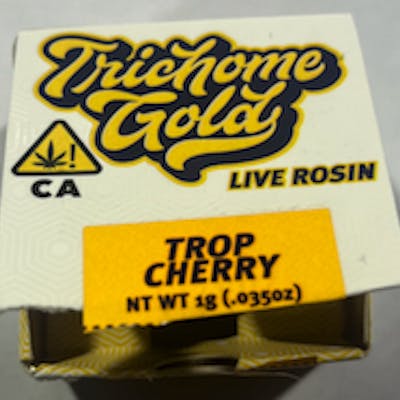 Trichome
Gold
!
CA
LIVE ROSIN
TROP
CHERRY
NT WT 1g (.035oz)